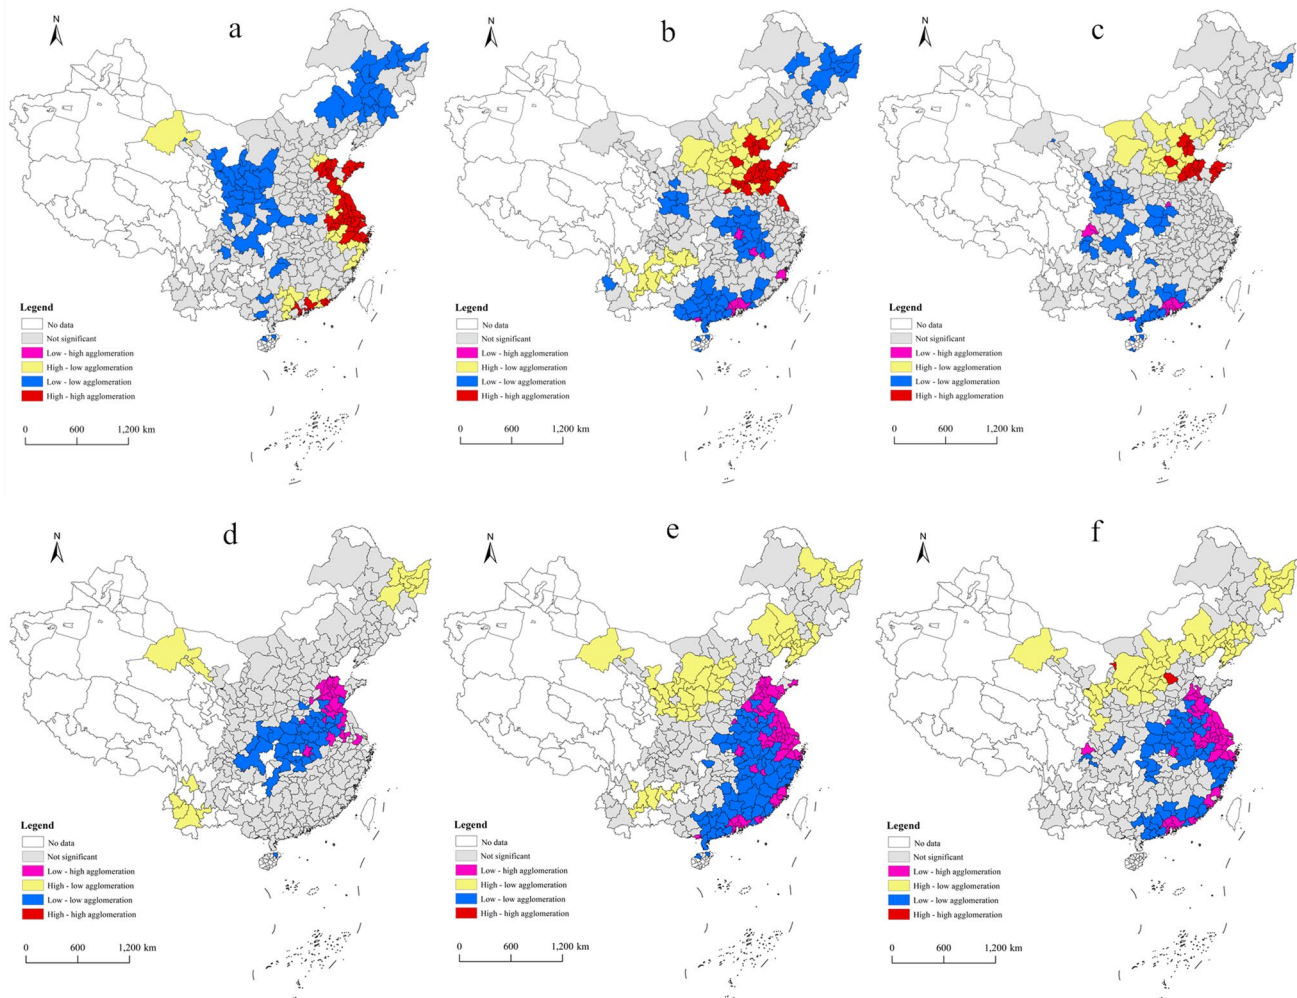 N
a
Legend
No data
Not significant
Low - high agglomeration
High - low agglomeration
Low - low agglomeration
High - high agglomeration
0 600 1,200 km
N
b
Legend
No data
Not significant
Low - high agglomeration
High - low agglomeration
Low - low agglomeration
High - high agglomeration
0 600 1,200 km
N
c
Legend
No data
Not significant
Low - high agglomeration
High - low agglomeration
Low - low agglomeration
High - high agglomeration
0 600 1,200 km
N
d
Legend
No data
Not significant
Low - high agglomeration
High - low agglomeration
Low - low agglomeration
High - high agglomeration
0 600 1,200 km
N
e
Legend
No data
Not significant
Low - high agglomeration
High - low agglomeration
Low - low agglomeration
High - high agglomeration
0 600 1,200 km
N
f
Legend
No data
Not significant
Low - high agglomeration
High - low agglomeration
Low - low agglomeration
High - high agglomeration
0 600 1,200 km